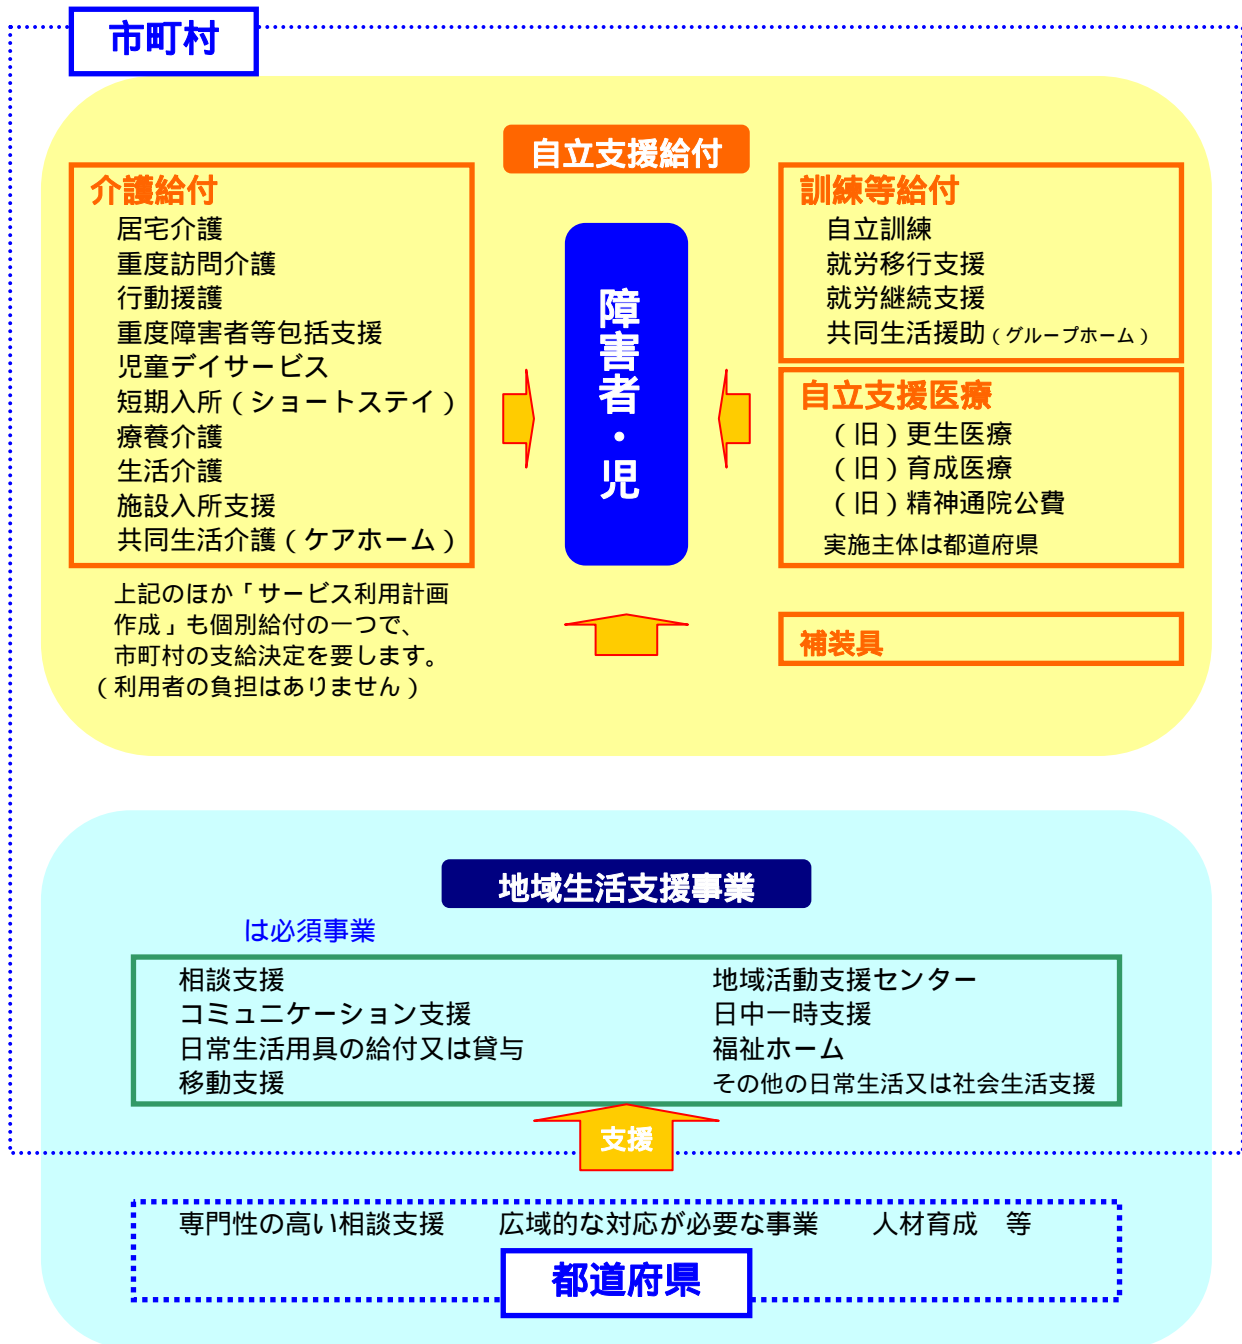 市町村
自立支援給付
介護給付
居宅介護
重度訪問介護
行動援護
重度障害者等包括支援
児童デイサービス
短期入所（ショートステイ）
療養介護
生活介護
施設入所支援
共同生活介護（ケアホーム）
上記のほか「サービス利用計画
作成」も個別給付の一つで、
市町村の支給決定を要します。
（利用者の負担はありません）
障害者・児
訓練等給付
自立訓練
就労移行支援
就労継続支援
共同生活援助（グループホーム）
自立支援医療
（旧）更生医療
（旧）育成医療
（旧）精神通院公費
実施主体は都道府県
補装具
地域生活支援事業
は必須事業
相談支援
コミュニケーション支援
日常生活用具の給付又は貸与
移動支援
地域活動支援センター
日中一時支援
福祉ホーム
その他の日常生活又は社会生活支援
支援
専門性の高い相談支援　広域的な対応が必要な事業　人材育成　等
都道府県